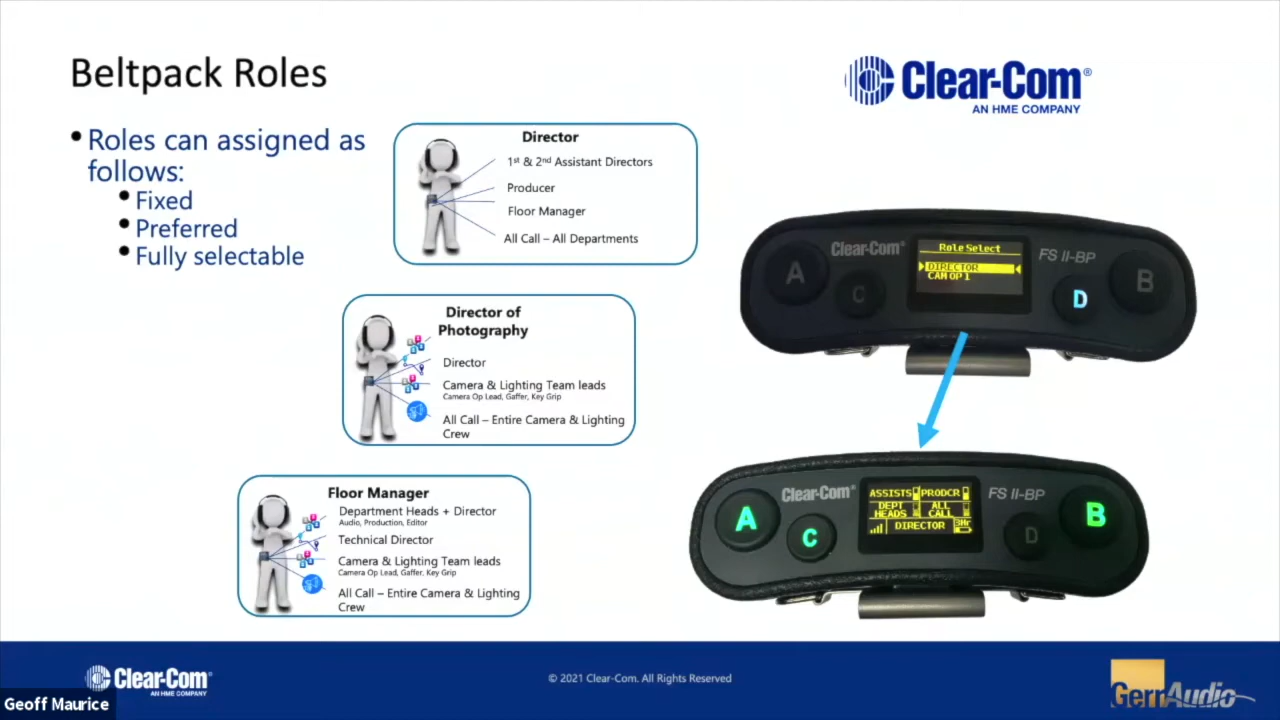 Beltpack Roles
Clear-Com®
AN HME COMPANY
• Roles can assigned as
follows:
• Fixed
• Preferred
• Fully selectable
Director
1st & 2nd Assistant Directors
Producer
Floor Manager
All Call – All Departments
Director of
Photography
Director
Camera & Lighting Team leads
Camera Op Lead, Gaffer, Key Grip
All Call – Entire Camera & Lighting
Crew
Floor Manager
Department Heads + Director
Audio, Production, Editor
Technical Director
Camera & Lighting Team leads
Camera Op Lead, Gaffer, Key Grip
All Call – Entire Camera & Lighting
Crew
Clear-Com®
Role Select
FS II-BP
DIRECTOR
CAM OP 1
A
C
D
B
Clear-Com®
ASSISTS PRODCR
FS II-BP
DEPT HEADS
ALL CALL
DIRECTOR
3Hr
A
C
D
B
Clear-Com®
AN HME COMPANY
© 2021 Clear-Com. All Rights Reserved
GerrAudio
Geoff Maurice